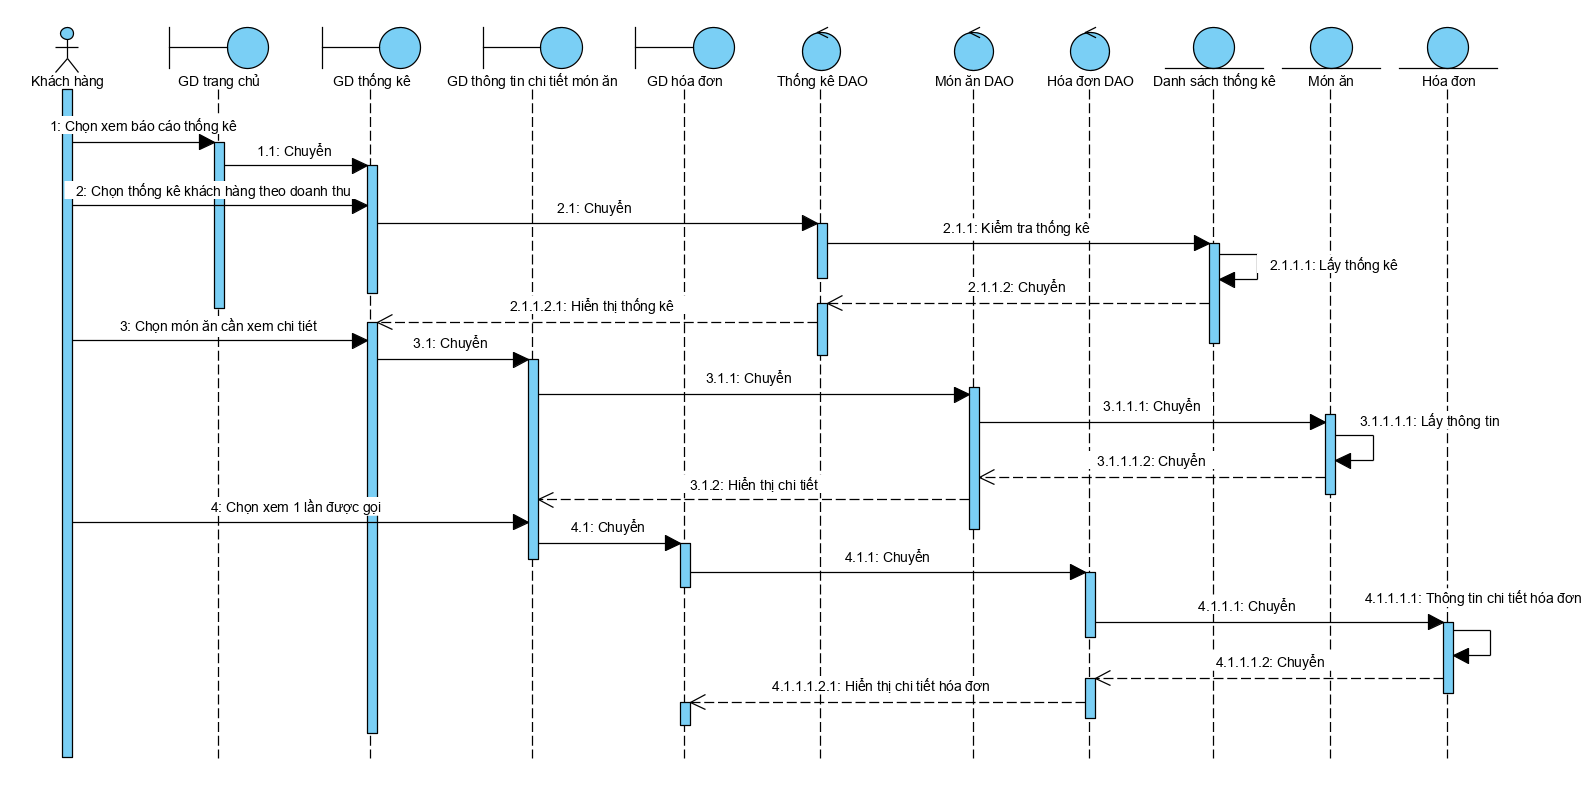 Khách hàng
GD trang chủ
GD thống kê
GD thông tin chi tiết món ăn
GD hóa đơn
Thống kê DAO
Món ăn DAO
Hóa đơn DAO
Danh sách thống kê
Món ăn
Hóa đơn
1: Chọn xem báo cáo thống kê
1.1: Chuyển
2: Chọn thống kê khách hàng theo doanh thu
2.1: Chuyển
2.1.1: Kiểm tra thống kê
2.1.1.1: Lấy thống kê
2.1.1.2: Chuyển
2.1.1.2.1: Hiển thị thống kê
3: Chọn món ăn cần xem chi tiét
3.1: Chuyển
3.1.1: Chuyển
3.1.1.1: Chuyển
3.1.1.1.1: Lấy thông tin
3.1.1.1.2: Chuyển
3.1.2: Hiển thị chi tiết
4: Chọn xem 1 lần được gọi
4.1: Chuyển
4.1.1: Chuyển
4.1.1.1: Chuyển
4.1.1.1.1: Thông tin chi tiết hóa đơn
4.1.1.1.2: Chuyển
4.1.1.1.2.1: Hiển thị chi tiết hóa đơn